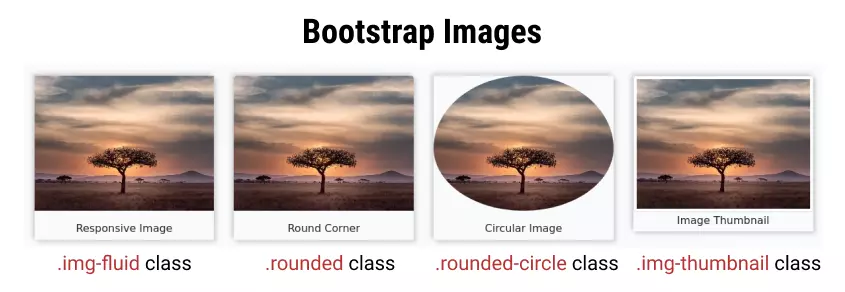 Bootstrap Images
Responsive Image
Round Corner
Circular Image
Image Thumbnail
.img-fluid class
.rounded class
.rounded-circle class
.img-thumbnail class